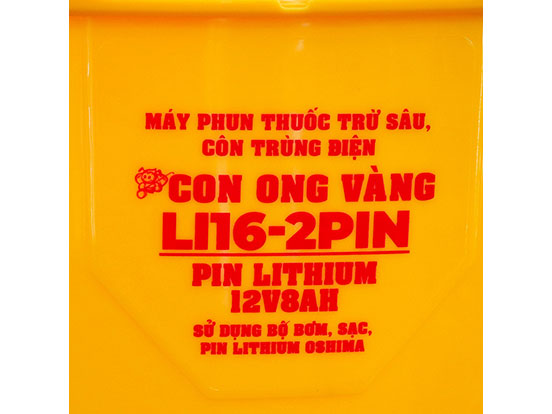 MÁY PHUN THUỐC TRỪ SÂU,
CÔN TRÙNG ĐIỆN
CON ONG VÀNG
LI16-2PIN
PIN LITHIUM
12V8AH
SỬ DỤNG BỘ BƠM, SẠC,
PIN LITHIUM OSHIMA